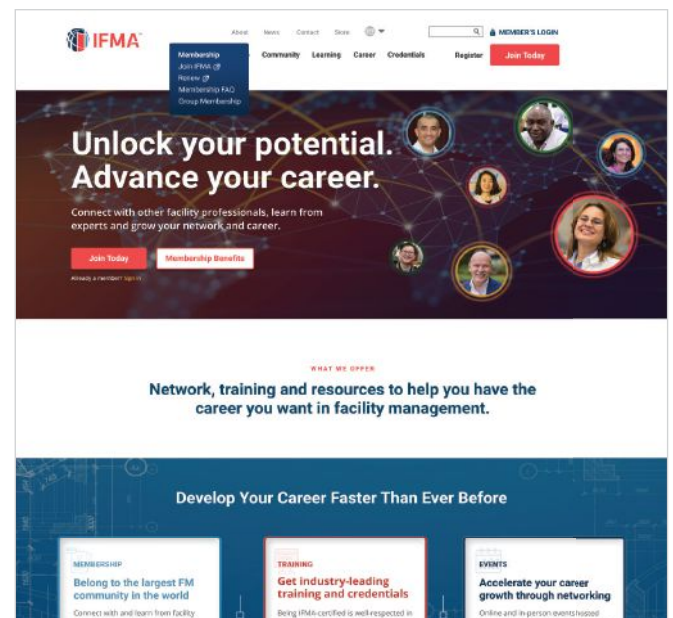 IFMA
About News Contact Store
MEMBER'S LOGIN
Membership
Community Learning Career Credentials
Register
Join Today
Join IFMA
Renew
Membership FAQ
Group Membership
Unlock your potential.
Advance your career.
Connect with other facility professionals, learn from
experts and grow your network and career.
Join Today
Membership Benefits
Already a member? Sign in
WHAT WE OFFER
Network, training and resources to help you have the
career you want in facility management.
Develop Your Career Faster Than Ever Before
MEMBERSHIP
Belong to the largest FM
community in the world
Connect with and learn from facility
TRAINING
Get industry-leading
training and credentials
Being IFMA-certified is well-respected in
EVENTS
Accelerate your career
growth through networking
Online and in-person events hosted